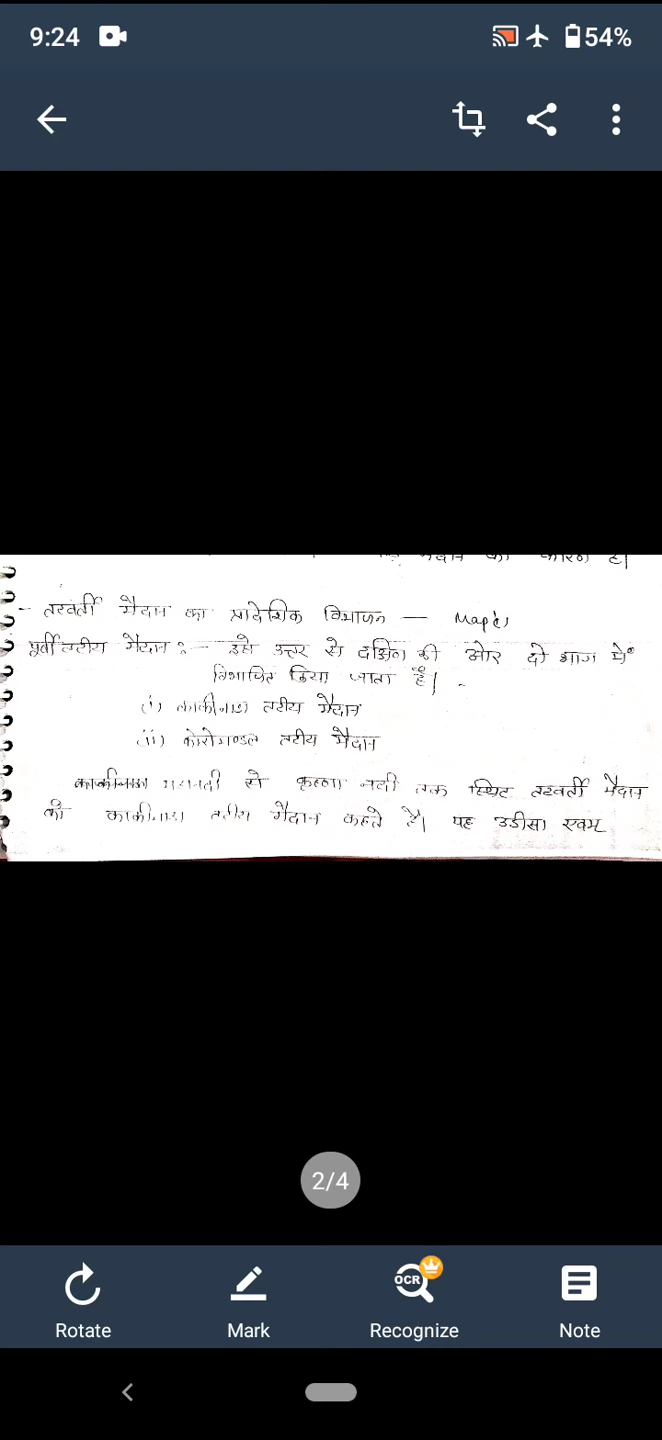 9:24 54%
का कारण है।
- तटवर्ती मैदान का प्रादेशिक विभाजन — Map's
पूर्वी तटीय मैदान :- इसे उत्तर से दक्षिण की ओर दो भाग में
विभाजित किया जाता है।
(i) काकीनाडा तटीय मैदान
(ii) कोरोमण्डल तटीय मैदान
से कृष्णा नदी तक स्थित तटवर्ती मैदान
को काकीनाडा तटीय मैदान कहते है। यह उडीसा एवम्
2/4
OCR
Rotate Mark Recognize Note